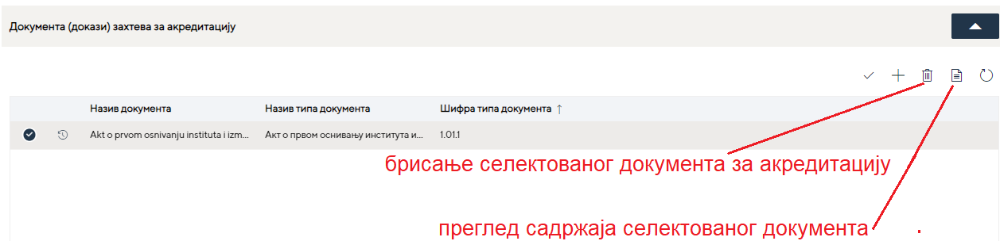 Документа (докази) захтева за акредитацију
Назив документа Назив типа документа Шифра типа документа ↑
Akt o prvom osnivanju instituta i izm... Акт о првом оснивању института и... 1.01.1
брисање селектованог документа за акредитацију
преглед садржаја селектованог документа .